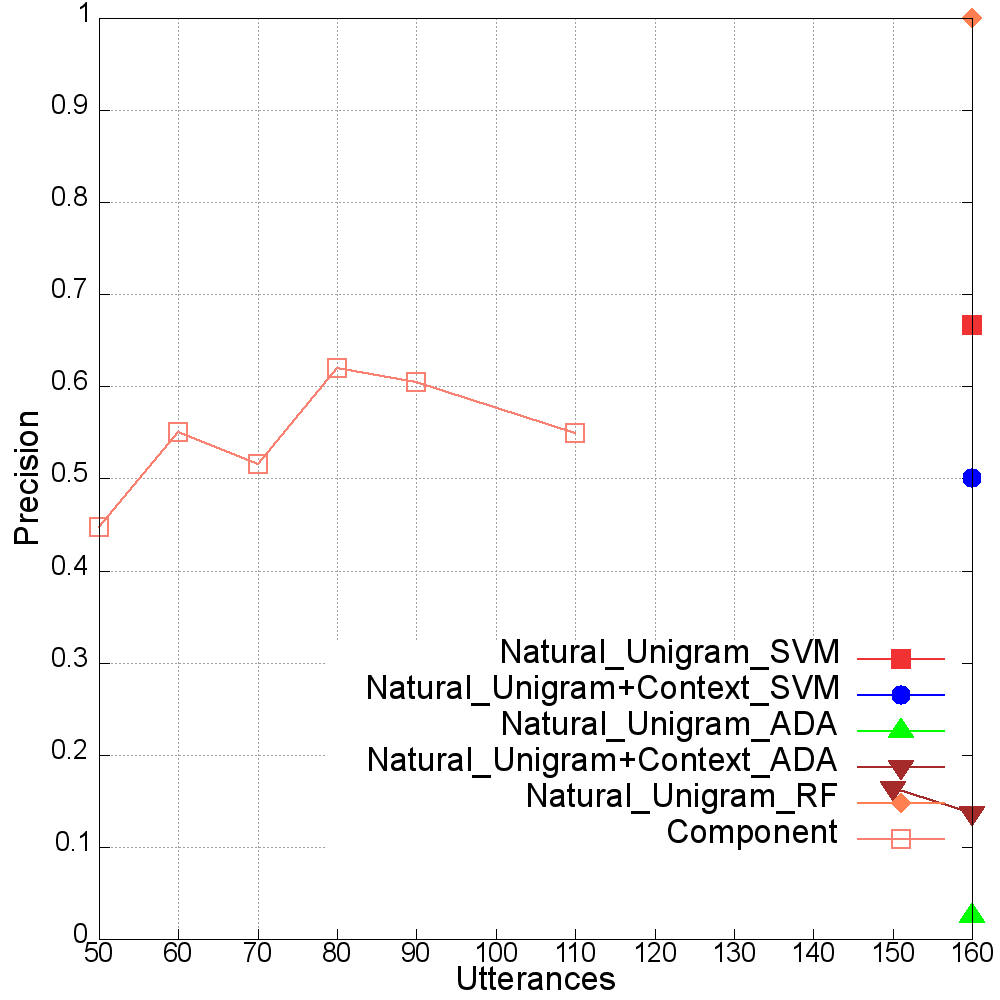 1
0.9
0.8
0.7
0.6
0.5
0.4
0.3
0.2
0.1
0
Precision
Natural_Unigram_SVM
Natural_Unigram+Context_SVM
Natural_Unigram_ADA
Natural_Unigram+Context_ADA
Natural_Unigram_RF
Component
50 60 70 80 90 100 110 120 130 140 150 160
Utterances